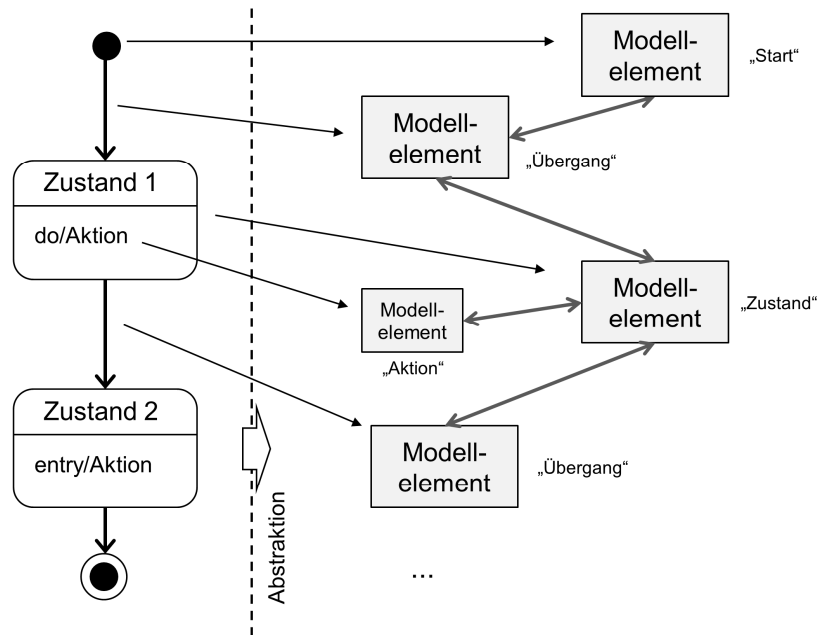 Modell-
element
„Start“
Modell-
element
„Übergang“
Zustand 1
do/Aktion
Modell-
element
„Zustand“
Modell-
element
„Aktion“
Zustand 2
entry/Aktion
Modell-
element
„Übergang“
Abstraktion
...